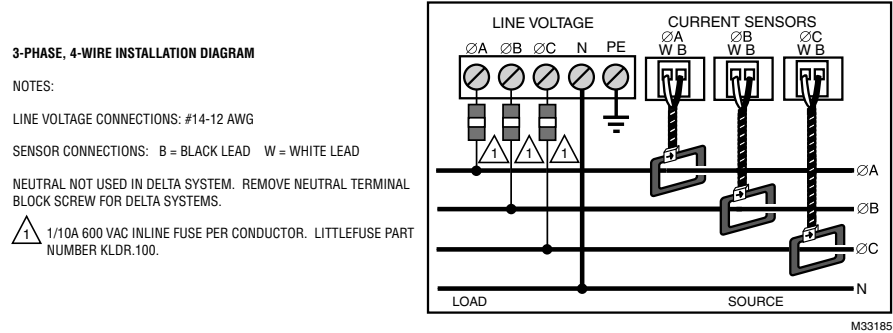 3-PHASE, 4-WIRE INSTALLATION DIAGRAM
NOTES:
LINE VOLTAGE CONNECTIONS: #14-12 AWG
SENSOR CONNECTIONS: B = BLACK LEAD W = WHITE LEAD
NEUTRAL NOT USED IN DELTA SYSTEM. REMOVE NEUTRAL TERMINAL
BLOCK SCREW FOR DELTA SYSTEMS.
1 1/10A 600 VAC INLINE FUSE PER CONDUCTOR. LITTLEFUSE PART
NUMBER KLDR.100.
LINE VOLTAGE
∅A ∅B ∅C N PE
CURRENT SENSORS
∅A ∅B ∅C
W B W B W B
1 1 1
∅A
∅B
∅C
N
LOAD SOURCE
M33185